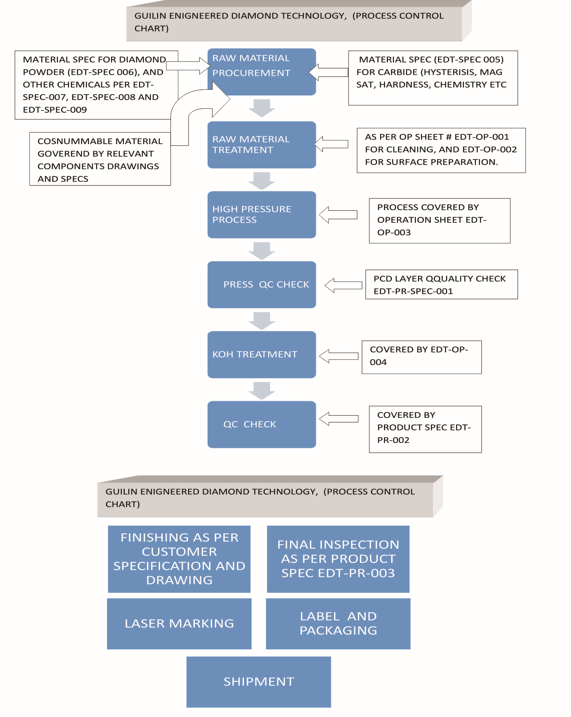 GUILIN ENIGNEERED DIAMOND TECHNOLOGY, (PROCESS CONTROL
CHART)
MATERIAL SPEC FOR DIAMOND
POWDER (EDT-SPEC 006), AND
OTHER CHEMICALS PER EDT-
SPEC-007, EDT-SPEC-008 AND
EDT-SPEC-009
RAW MATERIAL
PROCUREMENT
MATERIAL SPEC (EDT-SPEC 005)
FOR CARBIDE (HYSTERISIS, MAG
SAT, HARDNESS, CHEMISTRY ETC
COSNUMMABLE MATERIAL
GOVEREND BY RELEVANT
COMPONENTS DRAWINGS
AND SPECS
RAW MATERIAL
TREATMENT
AS PER OP SHEET # EDT-OP-001
FOR CLEANING, AND EDT-OP-002
FOR SURFACE PREPARATION.
HIGH PRESSURE
PROCESS
PROCESS COVERED BY
OPERATION SHEET EDT-
OP-003
PRESS QC CHECK
PCD LAYER QQUALITY CHECK
EDT-PR-SPEC-001
KOH TREATMENT
COVERED BY EDT-OP-
004
QC CHECK
COVERED BY
PRODUCT SPEC EDT-
PR-002
GUILIN ENIGNEERED DIAMOND TECHNOLOGY, (PROCESS CONTROL
CHART)
FINISHING AS PER
CUSTOMER
SPECIFICATION AND
DRAWING
FINAL INSPECTION
AS PER PRODUCT
SPEC EDT-PR-003
LASER MARKING
LABEL AND
PACKAGING
SHIPMENT